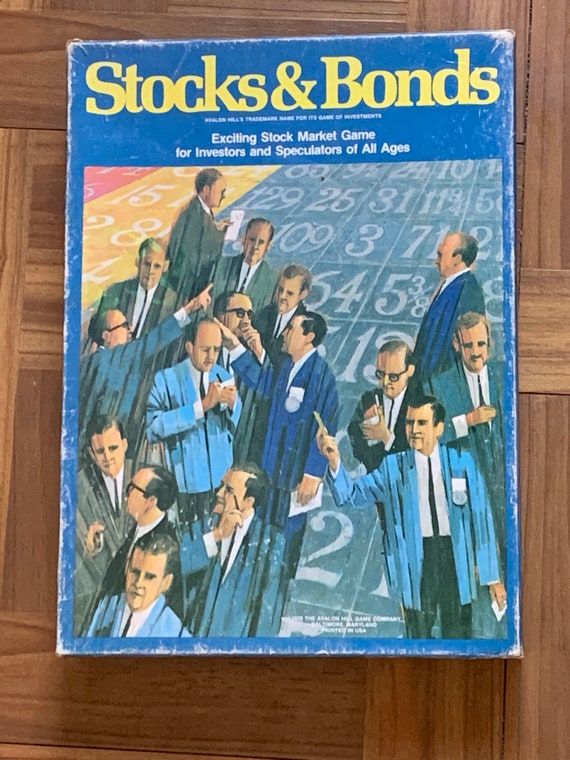 Stocks & Bonds
AVALON HILL'S TRADEMARK NAME FOR ITS GAME OF INVESTMENTS
Exciting Stock Market Game
for Investors and Speculators of All Ages
THE AVALON HILL GAME COMPANY
BALTIMORE, MARYLAND
PRINTED IN USA